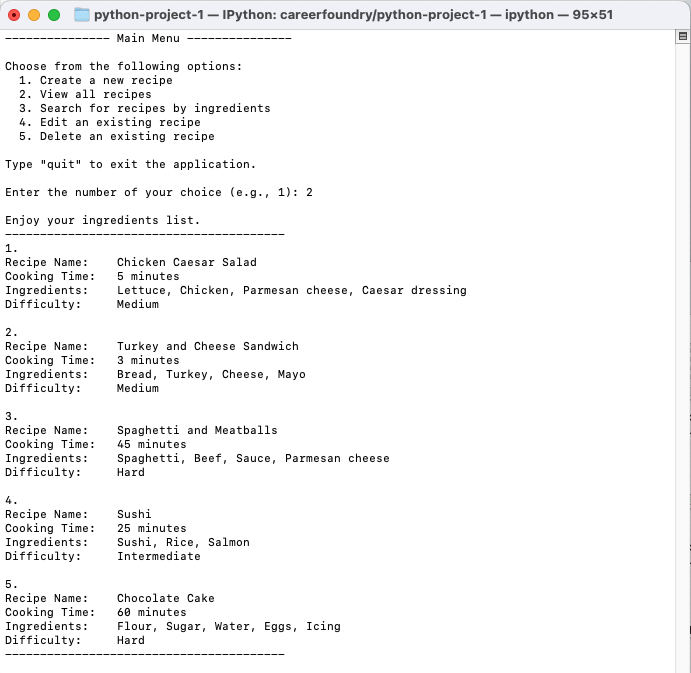 python-project-1 — IPython: careerfoundry/python-project-1 — ipython — 95×51
--------------- Main Menu ---------------
Choose from the following options:
1. Create a new recipe
2. View all recipes
3. Search for recipes by ingredients
4. Edit an existing recipe
5. Delete an existing recipe
Type "quit" to exit the application.
Enter the number of your choice (e.g., 1): 2
Enjoy your ingredients list.
----------------------------------------
1.
Recipe Name: Chicken Caesar Salad
Cooking Time: 5 minutes
Ingredients: Lettuce, Chicken, Parmesan cheese, Caesar dressing
Difficulty: Medium
2.
Recipe Name: Turkey and Cheese Sandwich
Cooking Time: 3 minutes
Ingredients: Bread, Turkey, Cheese, Mayo
Difficulty: Medium
3.
Recipe Name: Spaghetti and Meatballs
Cooking Time: 45 minutes
Ingredients: Spaghetti, Beef, Sauce, Parmesan cheese
Difficulty: Hard
4.
Recipe Name: Sushi
Cooking Time: 25 minutes
Ingredients: Sushi, Rice, Salmon
Difficulty: Intermediate
5.
Recipe Name: Chocolate Cake
Cooking Time: 60 minutes
Ingredients: Flour, Sugar, Water, Eggs, Icing
Difficulty: Hard
----------------------------------------